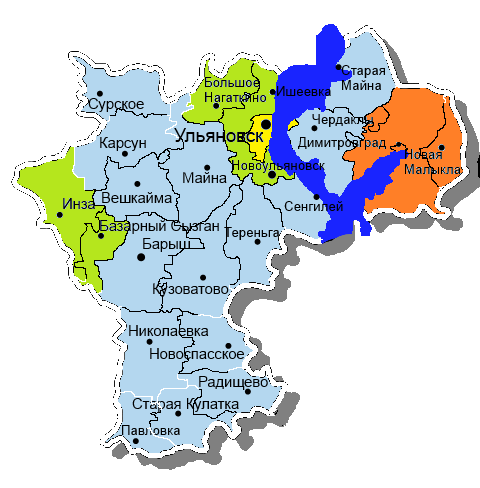 Старая
Майна
Большое
Нагаткино
Ишеевка
Сурское
Чердаклы
Ульяновск
Димитровград
Карсун
Новая
Малыкла
Новоульяновск
Майна
Вешкайма
Инза
Сенгилей
Базарный Сызган
Тереньга
Барыш
Кузоватово
Николаевка
Новоспасское
Радищево
Старая Кулатка
Павловка